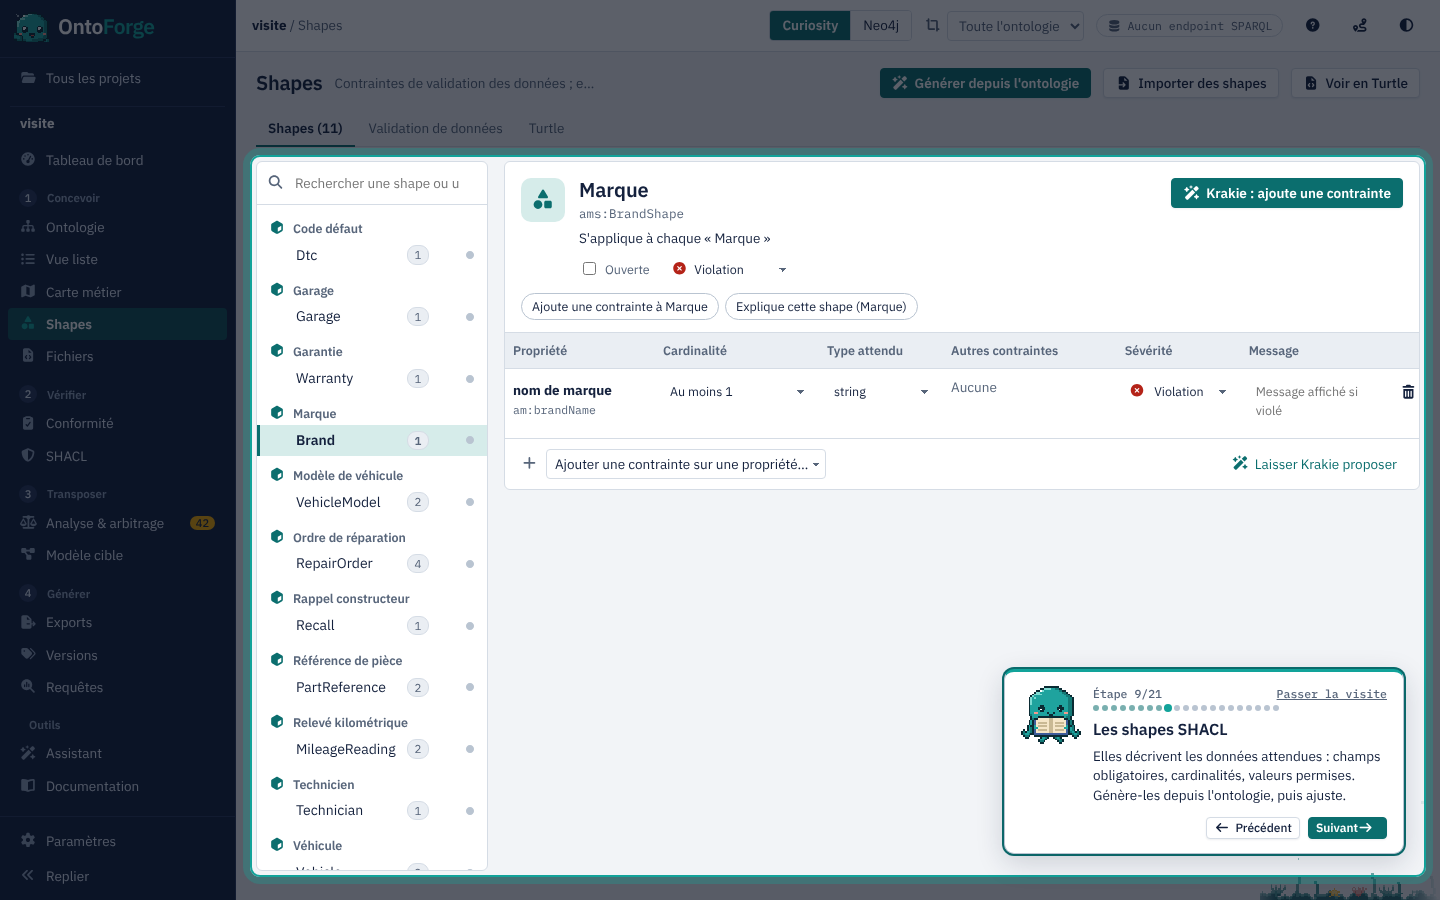 OntoForge
visite / Shapes
Curiosity
Neo4j
Toute l'ontologie
Aucun endpoint SPARQL
Tous les projets
visite
Tableau de bord
1 Concevoir
Ontologie
Vue liste
Carte métier
Shapes
Fichiers
2 Vérifier
Conformité
SHACL
3 Transposer
Analyse & arbitrage 42
Modèle cible
4 Générer
Exports
Versions
Requêtes
Outils
Assistant
Documentation
Paramètres
Replier
Shapes
Contraintes de validation des données ; e...
Générer depuis l'ontologie
Importer des shapes
Voir en Turtle
Shapes (11)
Validation de données
Turtle
Rechercher une shape ou u
Code défaut
Dtc 1
Garage
Garage 1
Garantie
Warranty 1
Marque
Brand 1
Modèle de véhicule
VehicleModel 2
Ordre de réparation
RepairOrder 4
Rappel constructeur
Recall 1
Référence de pièce
PartReference 2
Relevé kilométrique
MileageReading 2
Technicien
Technician 1
Véhicule
Marque
ams:BrandShape
S'applique à chaque « Marque »
Ouverte
Violation
Krakie : ajoute une contrainte
Ajoute une contrainte à Marque
Explique cette shape (Marque)
Propriété Cardinalité Type attendu Autres contraintes Sévérité Message
nom de marque Au moins 1 string Aucune Violation Message affiché si
am:brandName violé
Ajouter une contrainte sur une propriété...
Laisser Krakie proposer
Étape 9/21
Passer la visite
Les shapes SHACL
Elles décrivent les données attendues : champs
obligatoires, cardinalités, valeurs permises.
Génère-les depuis l'ontologie, puis ajuste.
← Précédent
Suivant→